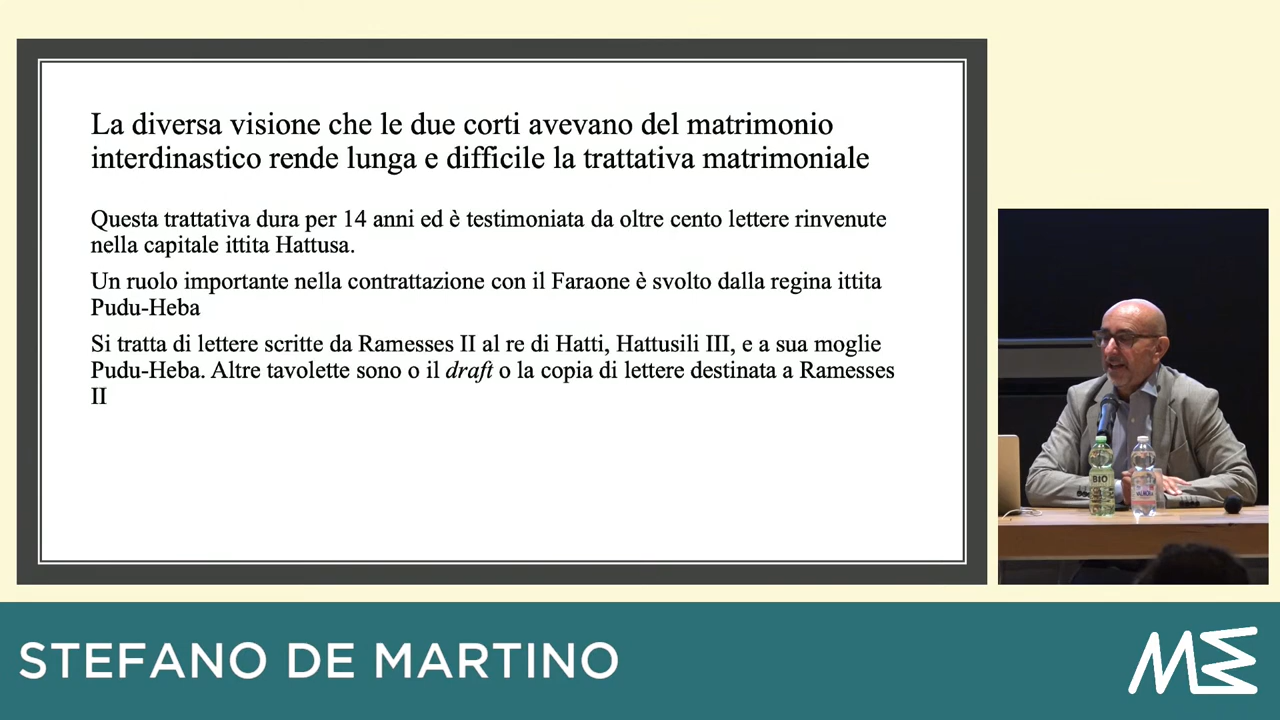 La diversa visione che le due corti avevano del matrimonio
interdinastico rende lunga e difficile la trattativa matrimoniale
Questa trattativa dura per 14 anni ed è testimoniata da oltre cento lettere rinvenute
nella capitale ittita Hattusa.
Un ruolo importante nella contrattazione con il Faraone è svolto dalla regina ittita
Pudu-Heba
Si tratta di lettere scritte da Ramesses II al re di Hatti, Hattusili III, e a sua moglie
Pudu-Heba. Altre tavolette sono o il draft o la copia di lettere destinata a Ramesses
II
BIO
STEFANO DE MARTINO
ME